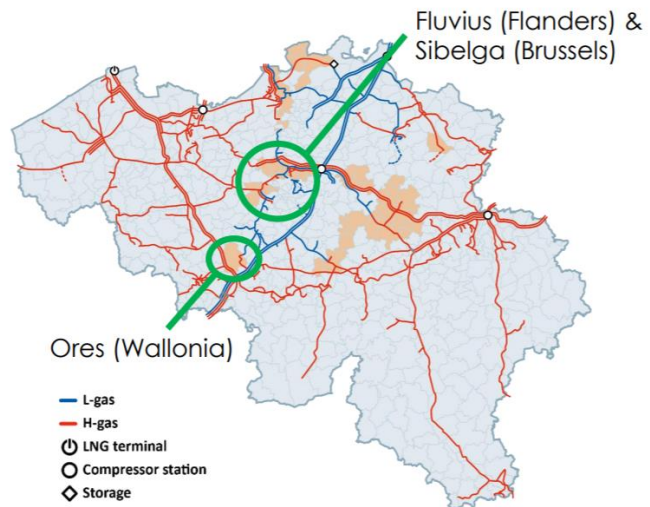 Fluvius (Flanders) &
Sibelga (Brussels)
Ores (Wallonia)
L-gas
H-gas
LNG terminal
Compressor station
Storage